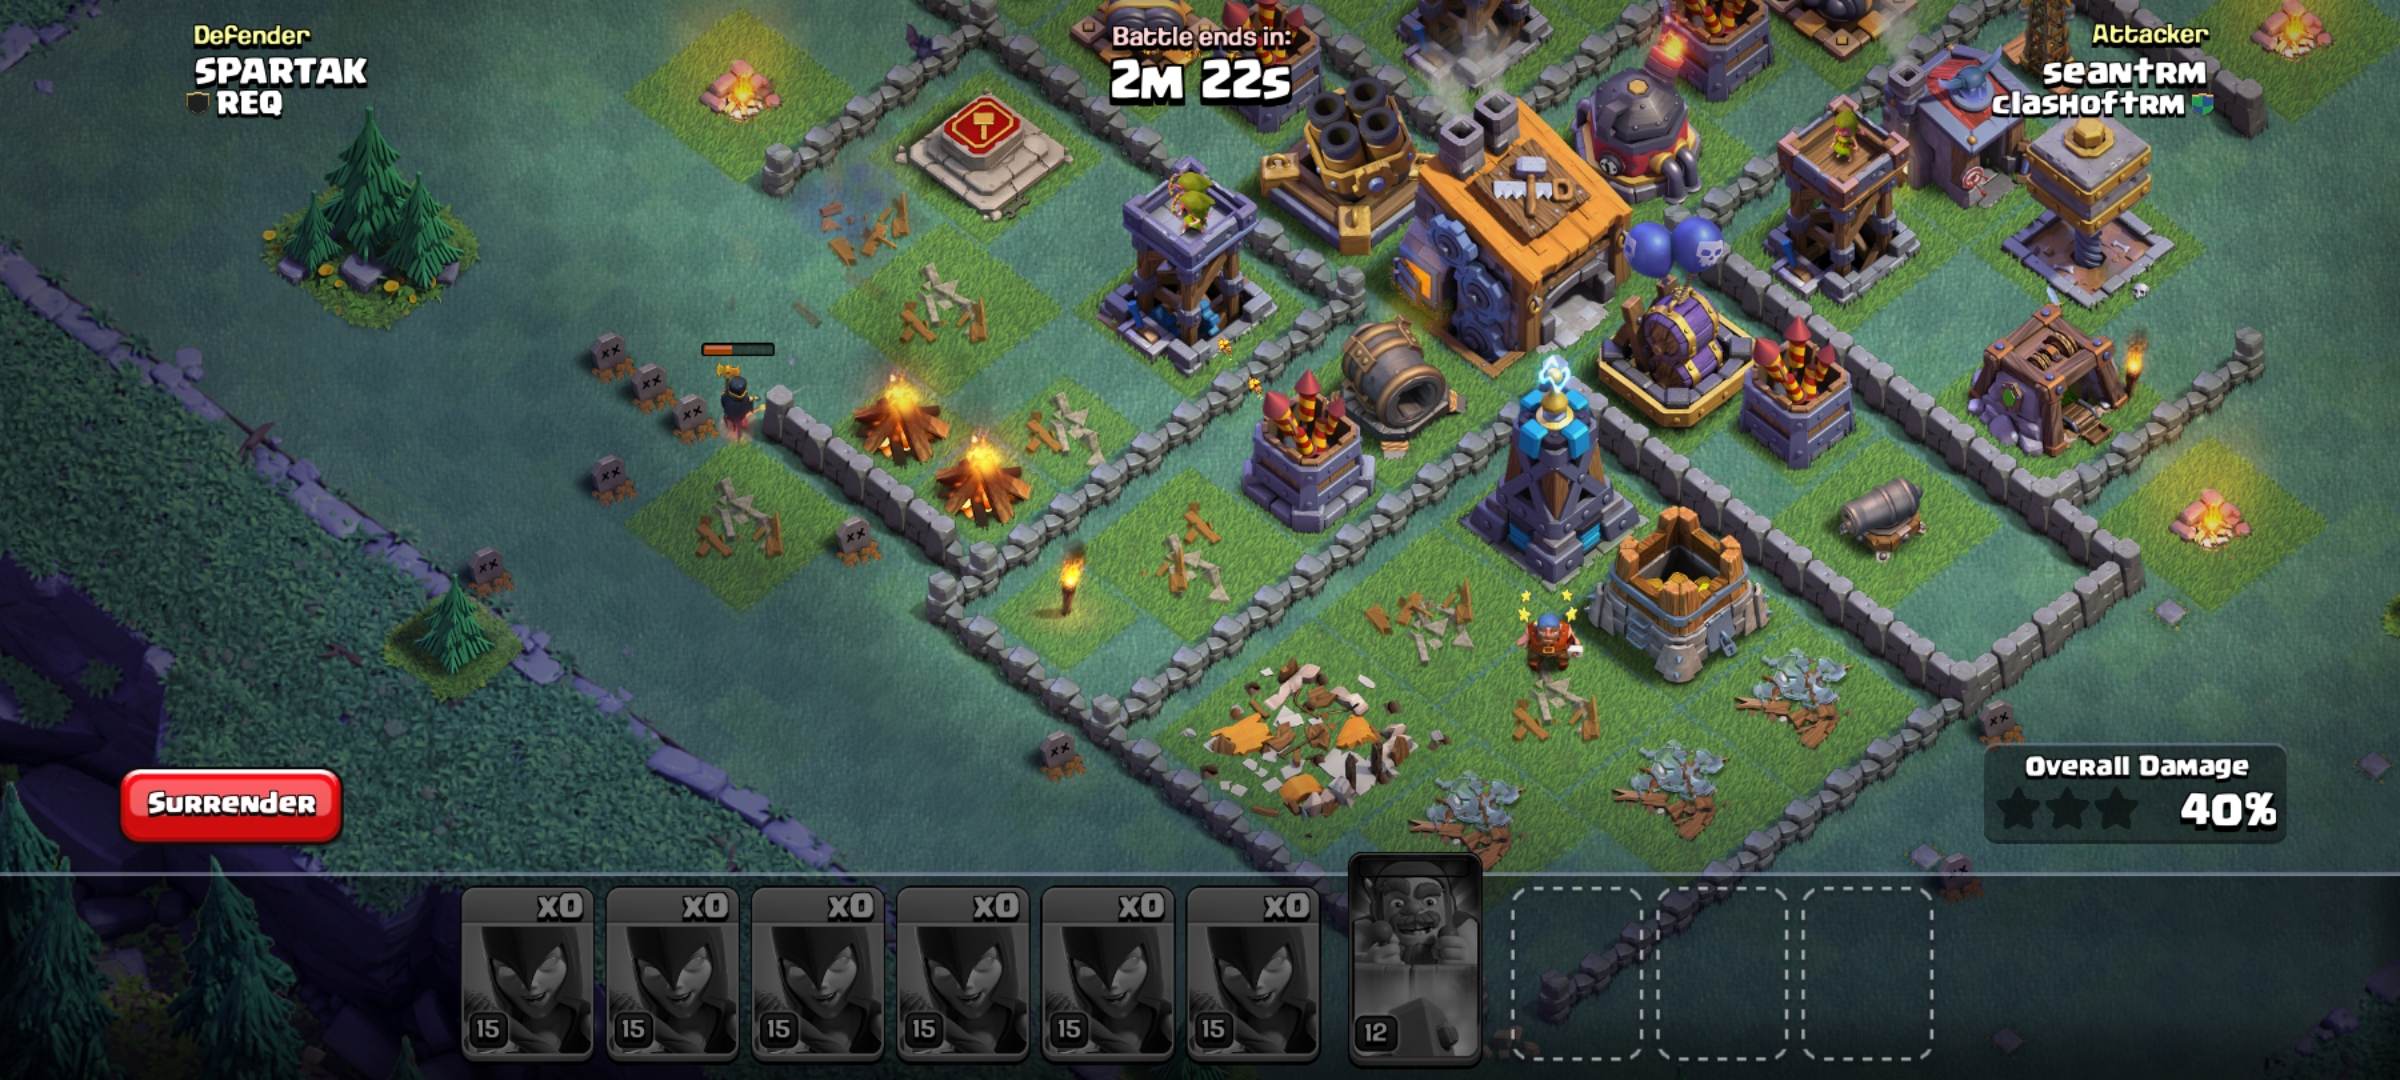 Defender
SPARTAK
REQ
Battle ends in:
2M 22s
Attacker
seantRM
clashoftRM
Surrender
Overall Damage
40%
x0
x0
x0
x0
x0
x0
15
15
15
15
15
15
12